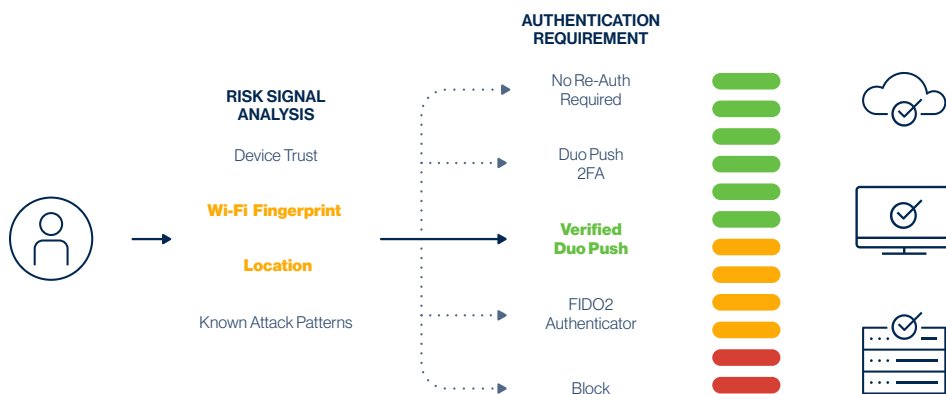 RISK SIGNAL
ANALYSIS
Device Trust
Wi-Fi Fingerprint
Location
Known Attack Patterns
AUTHENTICATION
REQUIREMENT
No Re-Auth
Required
Duo Push
2FA
Verified
Duo Push
FIDO2
Authenticator
Block